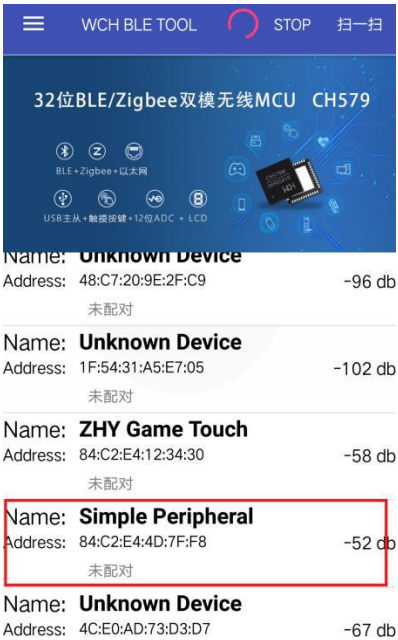 WCH BLE TOOL STOP 扫一扫
32位BLE/Zigbee双模无线MCU CH579
BLE+Zigbee+以太网
USB主从+触摸按键+12位ADC + LCD
Name: Unknown Device
Address: 48:C7:20:9E:2F:C9 -96 db
未配对
Name: Unknown Device
Address: 1F:54:31:A5:E7:05 -102 db
未配对
Name: ZHY Game Touch
Address: 84:C2:E4:12:34:30 -58 db
未配对
Name: Simple Peripheral
Address: 84:C2:E4:4D:7F:F8 -52 db
未配对
Name: Unknown Device
Address: 4C:E0:AD:73:D3:D7 -67 db